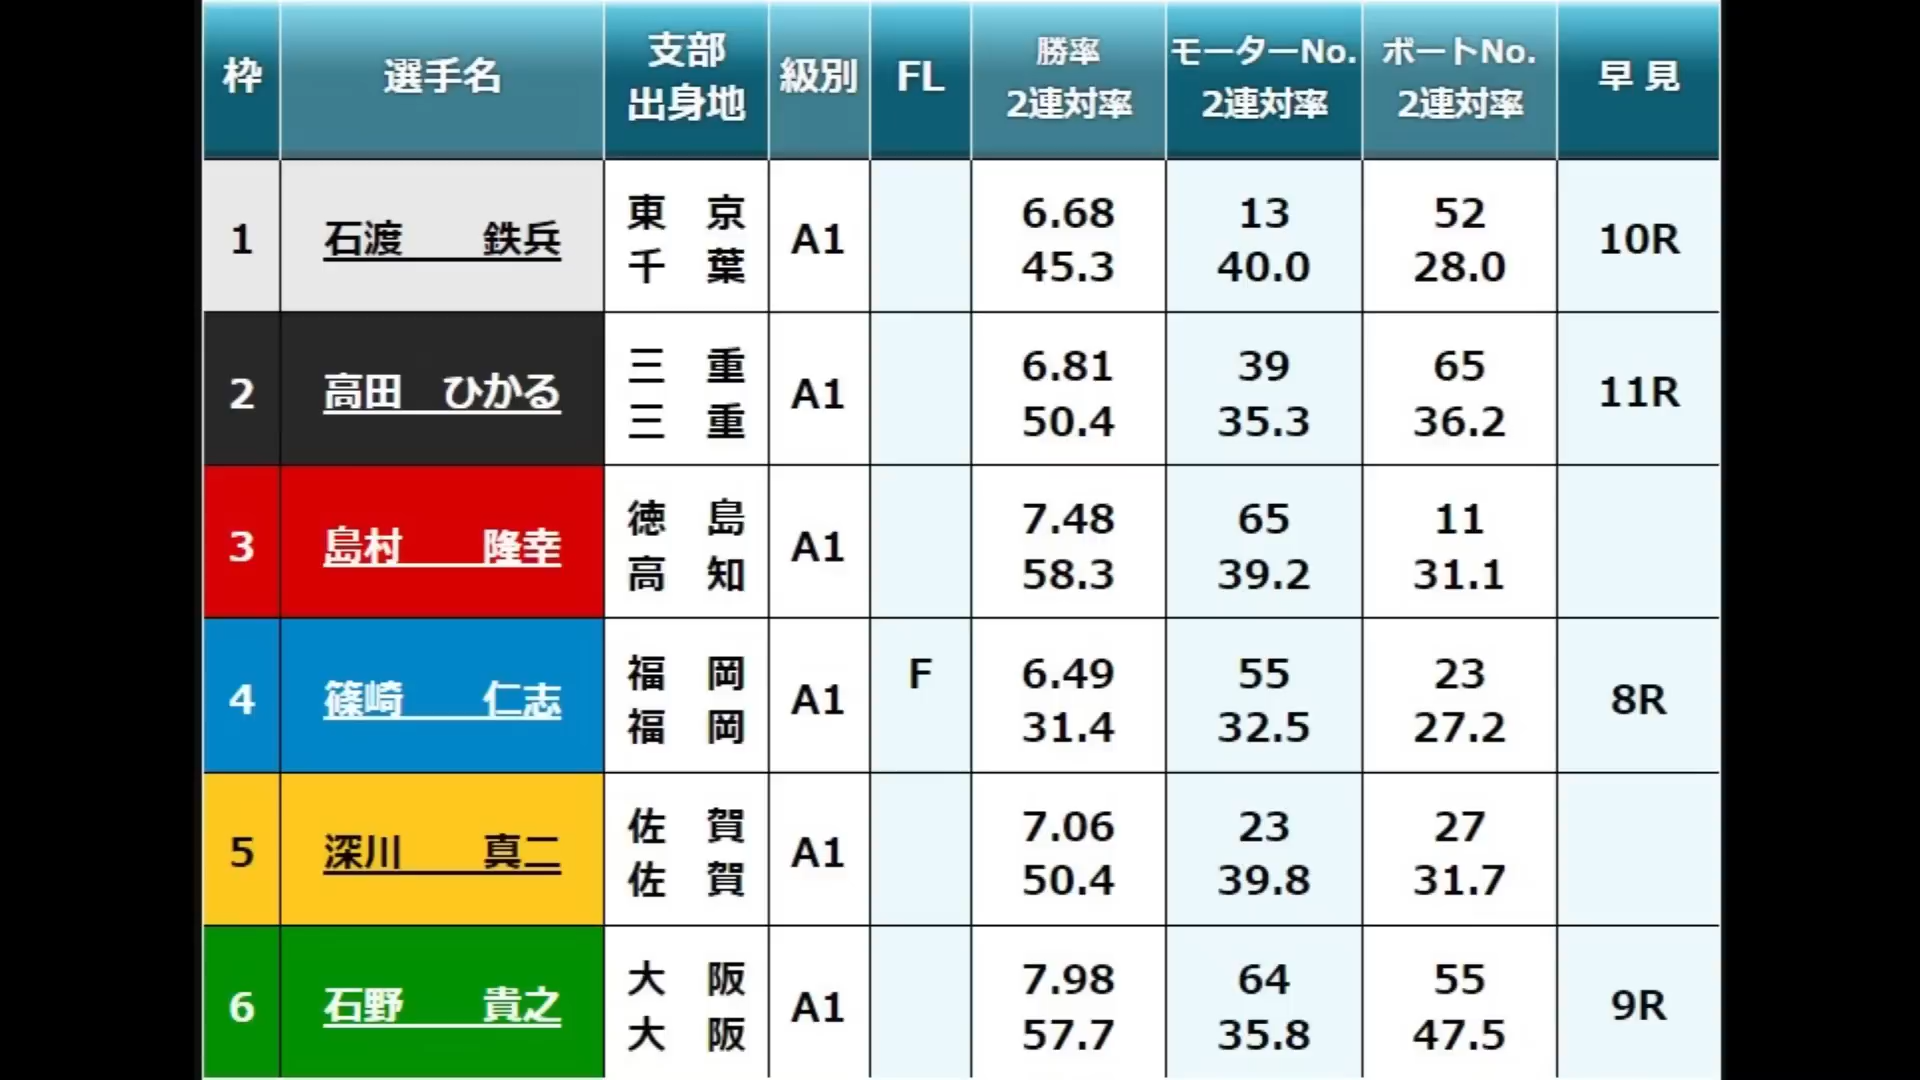 枠 選手名 支部 出身地 級別 FL 勝率 2連対率 モーターNo. 2連対率 ボートNo. 2連対率 早見
1 石渡 鉄兵 東京 千葉 A1 6.68 45.3 13 40.0 52 28.0 10R
2 高田 ひかる 三重 三重 A1 6.81 50.4 39 35.3 65 36.2 11R
3 島村 隆幸 徳島 高知 A1 7.48 58.3 65 39.2 11 31.1
4 篠崎 仁志 福岡 福岡 A1 F 6.49 31.4 55 32.5 23 27.2 8R
5 深川 真二 佐賀 佐賀 A1 7.06 50.4 23 39.8 27 31.7
6 石野 貴之 大阪 大阪 A1 7.98 57.7 64 35.8 55 47.5 9R